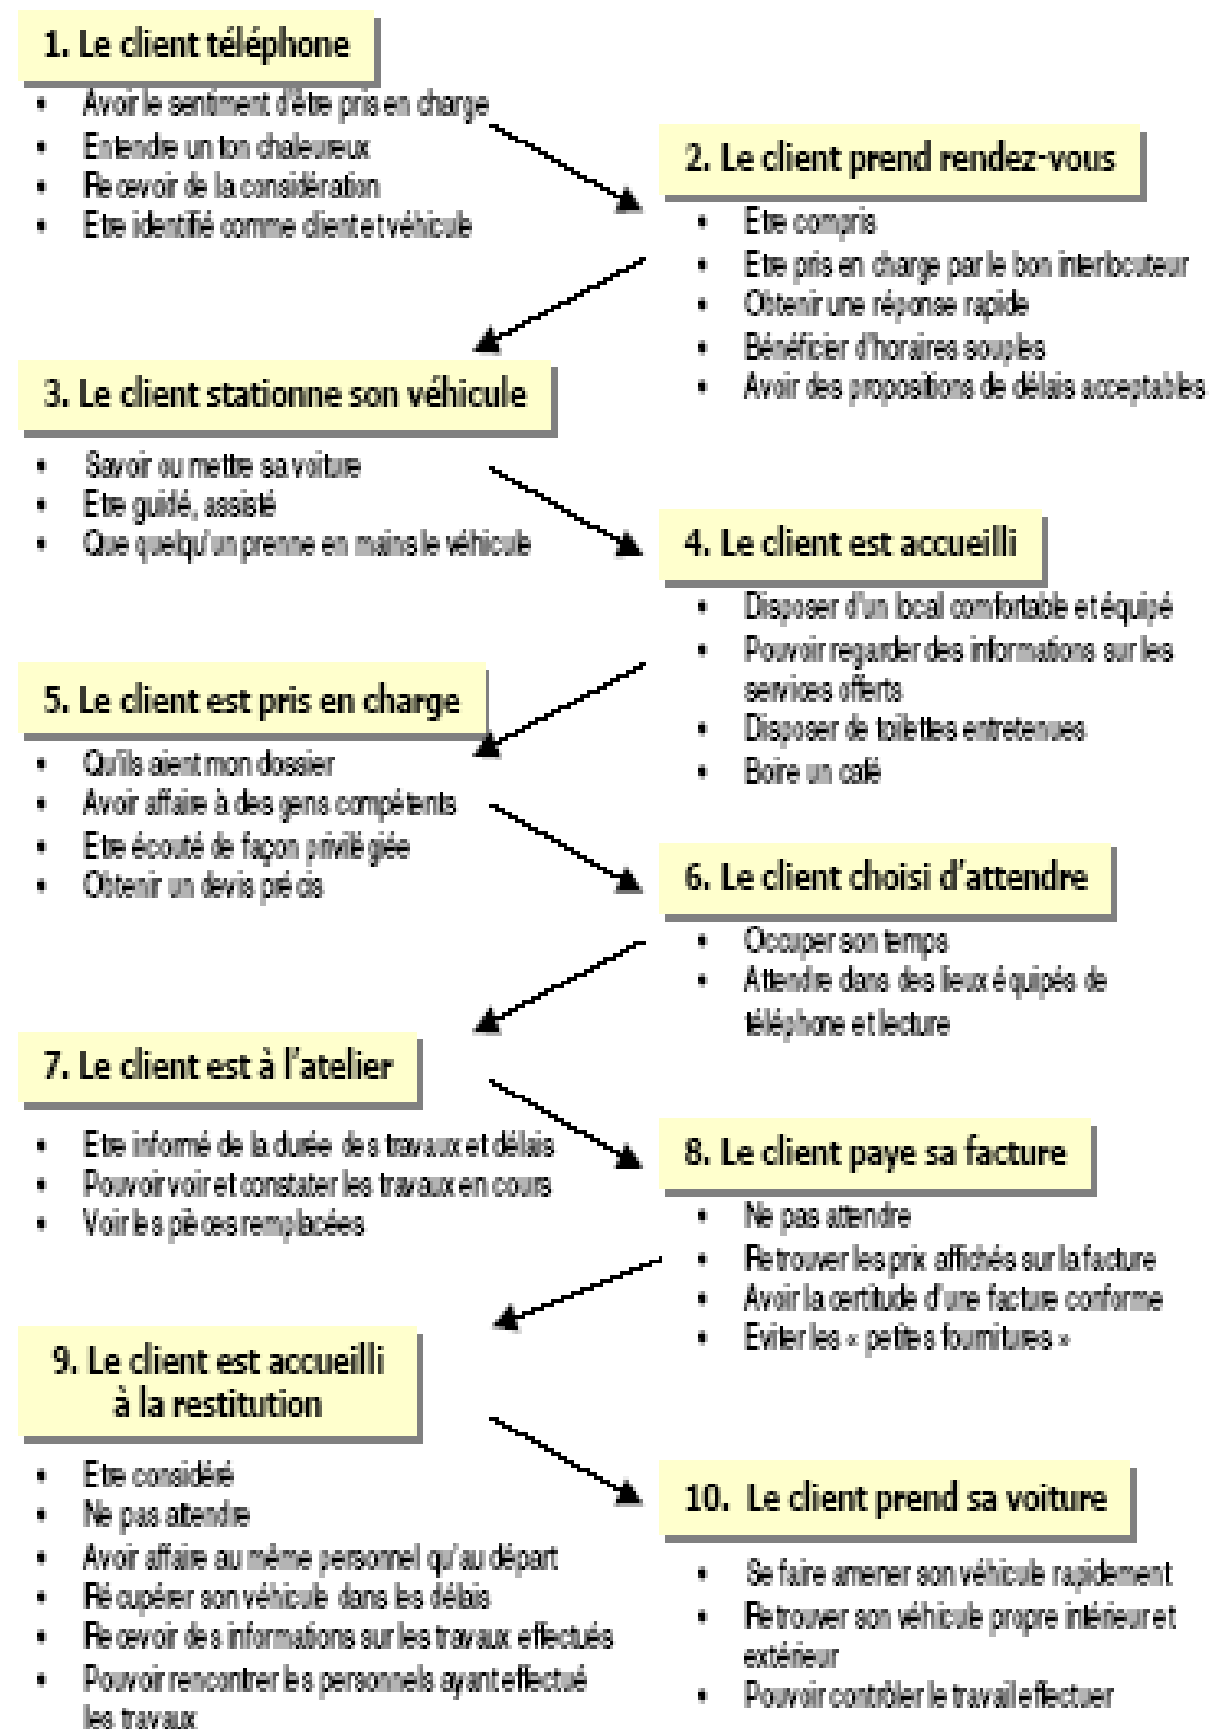 1. Le client téléphone
• Avoir le sentiment d'être pris en charge
• Entendre un ton chaleureux
• Recevoir de la considération
• Etre identifié comme client et véhicule
2. Le client prend rendez-vous
• Etre compris
• Etre pris en charge par le bon interlocuteur
• Obtenir une réponse rapide
• Bénéficier d'horaires souples
• Avoir des propositions de délais acceptables
3. Le client stationne son véhicule
• Savoir ou mettre sa voiture
• Etre guidé, assisté
• Que quelqu'un prenne en mains le véhicule
4. Le client est accueilli
• Disposer d'un local comfortable et équipé
• Pouvoir regarder des informations sur les
services offerts
• Disposer de toilettes entretenues
• Boire un café
5. Le client est pris en charge
• Qu'ils aient mon dossier
• Avoir affaire à des gens compétents
• Etre écouté de façon privilégiée
• Obtenir un devis précis
6. Le client choisi d'attendre
• Occuper son temps
• Attendre dans des lieux équipés de
téléphone et lecture
7. Le client est à l'atelier
• Etre informé de la durée des travaux et délais
• Pouvoir voir et constater les travaux en cours
• Voir les pièces remplacées
8. Le client paye sa facture
• Ne pas attendre
• Retrouver les prix affichés sur la facture
• Avoir la certitude d'une facture conforme
• Eviter les « petites fournitures »
9. Le client est accueilli
à la restitution
• Etre considéré
• Ne pas attendre
• Avoir affaire au même personnel qu'au départ
• Récupérer son véhicule dans les délais
• Recevoir des informations sur les travaux effectués
• Pouvoir rencontrer les personnels ayant effectué
les travaux
10. Le client prend sa voiture
• Se faire amener son véhicule rapidement
• Retrouver son véhicule propre intérieur et
extérieur
• Pouvoir contrôler le travail effectuer